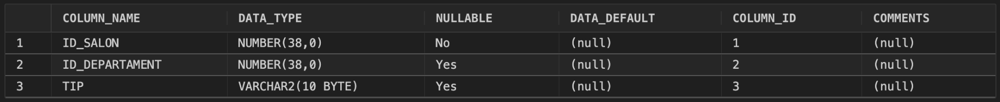 COLUMN_NAME DATA_TYPE NULLABLE DATA_DEFAULT COLUMN_ID COMMENTS
1 ID_SALON NUMBER(38,0) No (null) 1 (null)
2 ID_DEPARTAMENT NUMBER(38,0) Yes (null) 2 (null)
3 TIP VARCHAR2(10 BYTE) Yes (null) 3 (null)